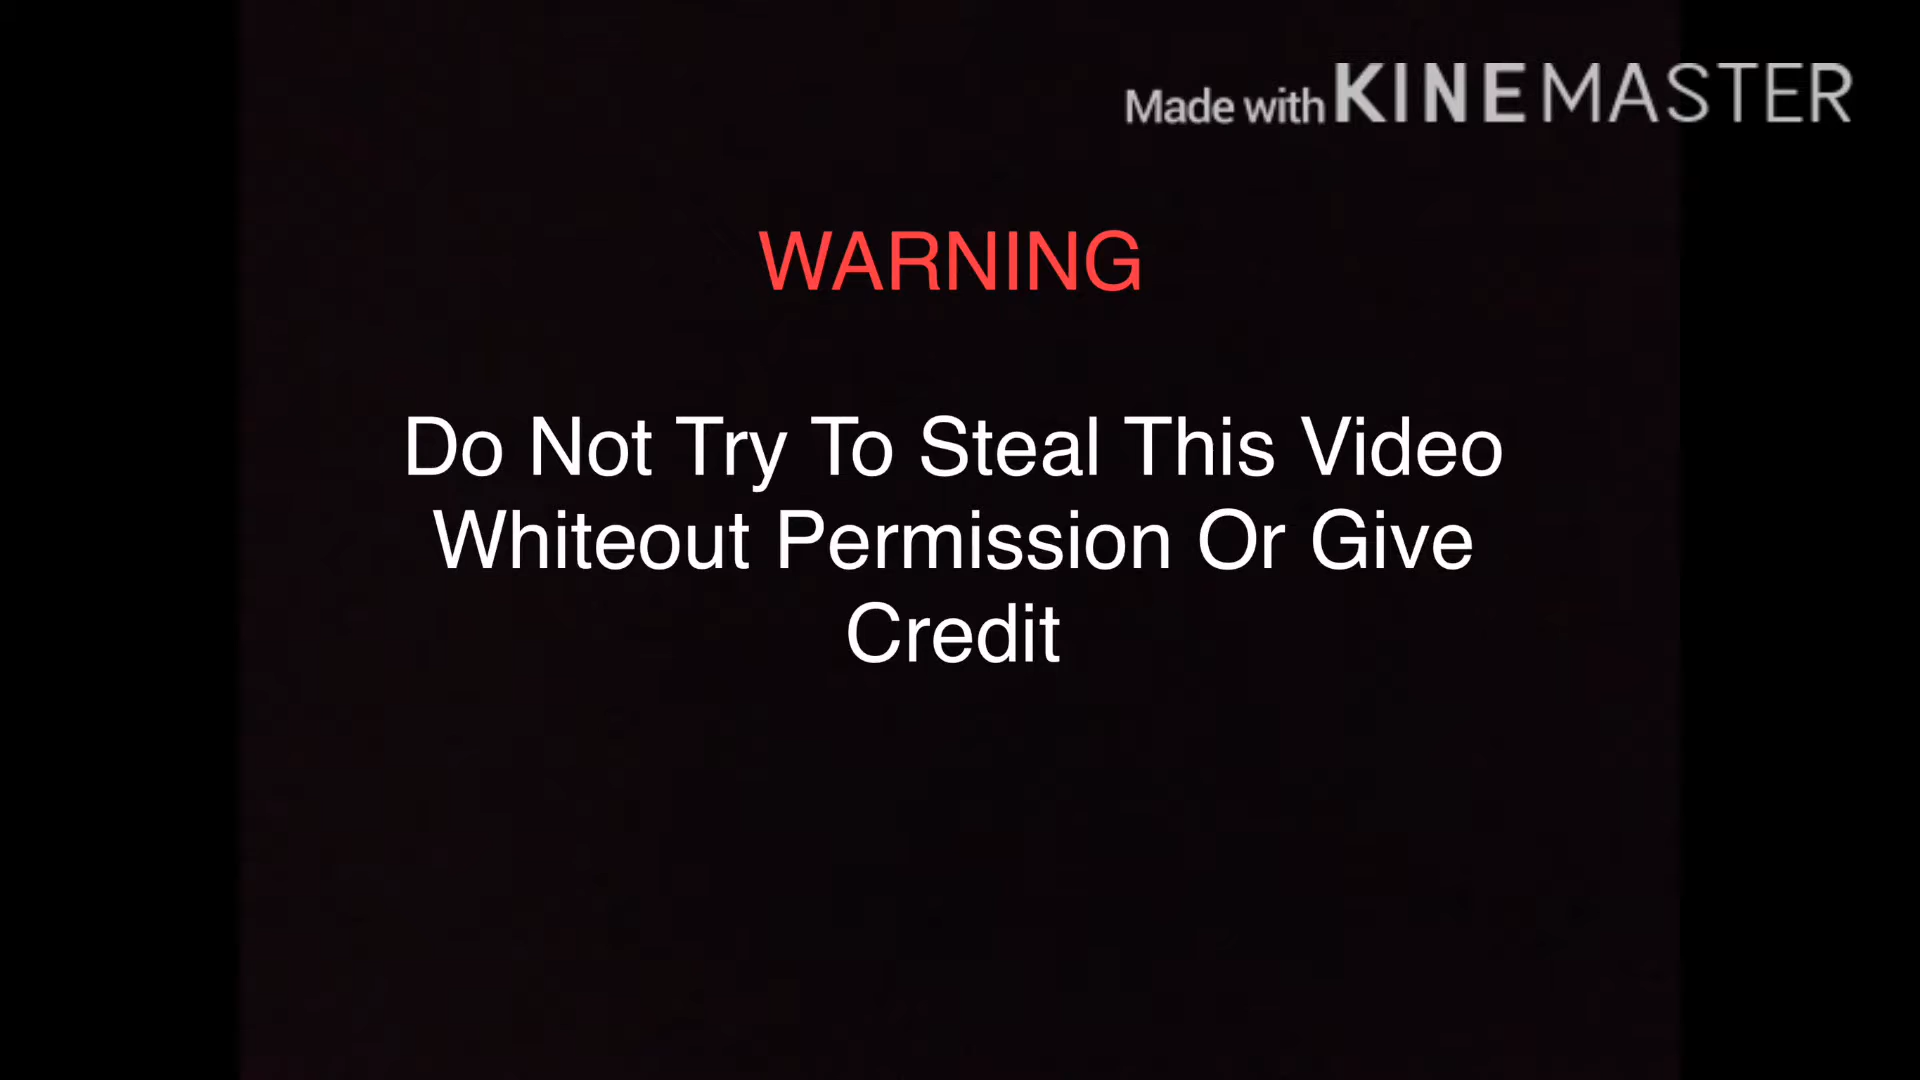 Made with KINEMASTER
WARNING
Do Not Try To Steal This Video
Whiteout Permission Or Give
Credit